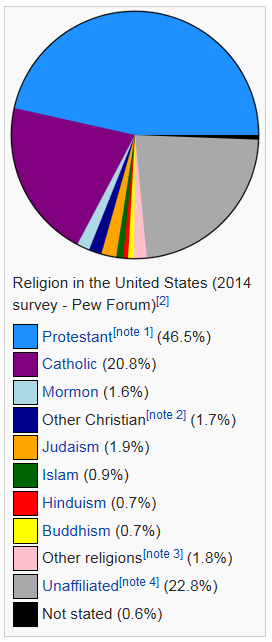 Religion in the United States (2014
survey - Pew Forum)[2]
Protestant[note 1] (46.5%)
Catholic (20.8%)
Mormon (1.6%)
Other Christian[note 2] (1.7%)
Judaism (1.9%)
Islam (0.9%)
Hinduism (0.7%)
Buddhism (0.7%)
Other religions[note 3] (1.8%)
Unaffiliated[note 4] (22.8%)
Not stated (0.6%)